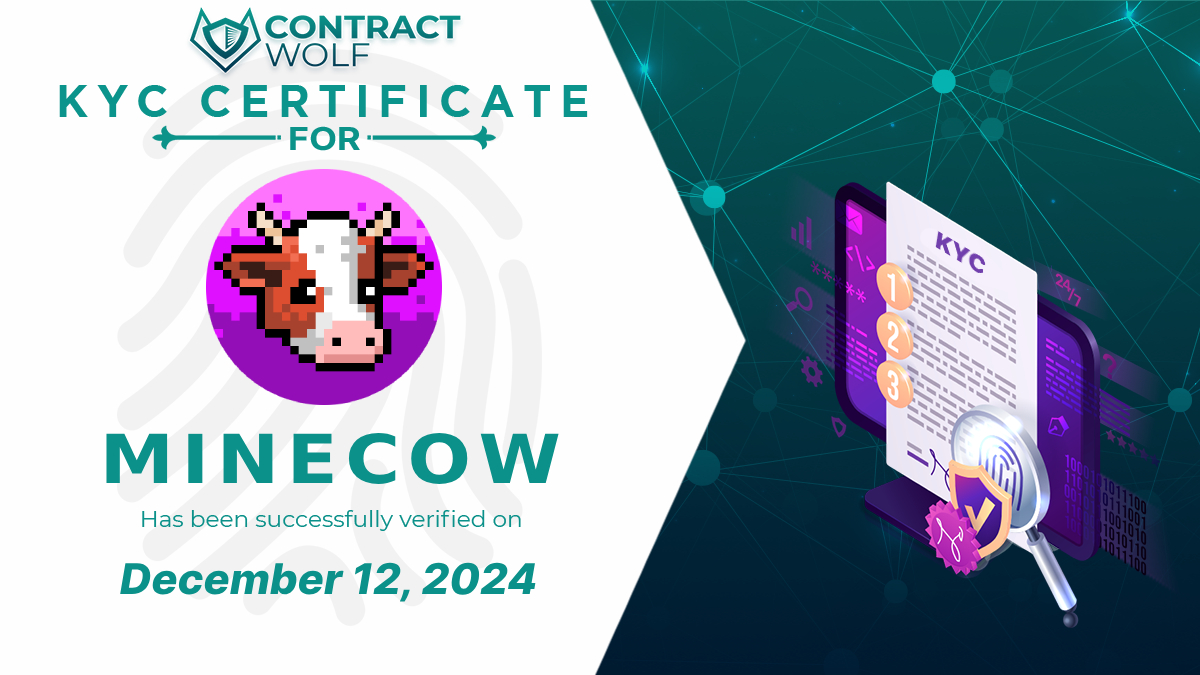 CONTRACT
WOLF
KYC CERTIFICATE
FOR
MINECOW
Has been successfully verified on
December 12, 2024
KYC
1
2
3
24/7